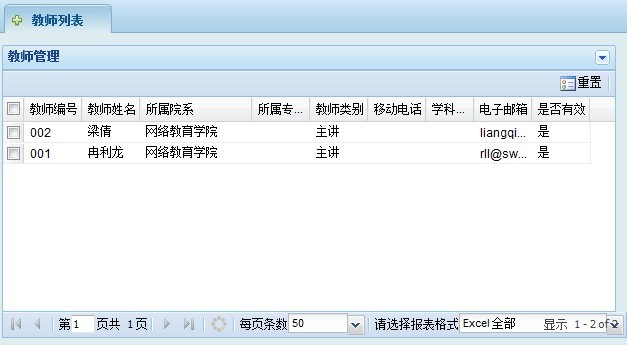 教师列表
教师管理
重置
教师编号 教师姓名 所属院系 所属专... 教师类别 移动电话 学科... 电子邮箱 是否有效
002 梁倩 网络教育学院 主讲 liangqi... 是
001 冉利龙 网络教育学院 主讲 rll@sw... 是
第 1 页共 1 页 每页条数 50 请选择报表格式 Excel全部 显示 1 - 2 of 2